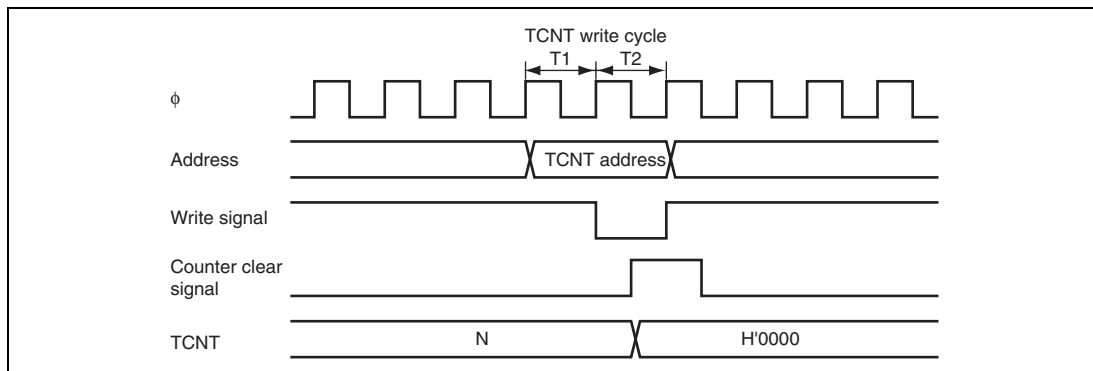 TCNT write cycle
T1 T2
ϕ
Address
TCNT address
Write signal
Counter clear
signal
TCNT
N
H'0000